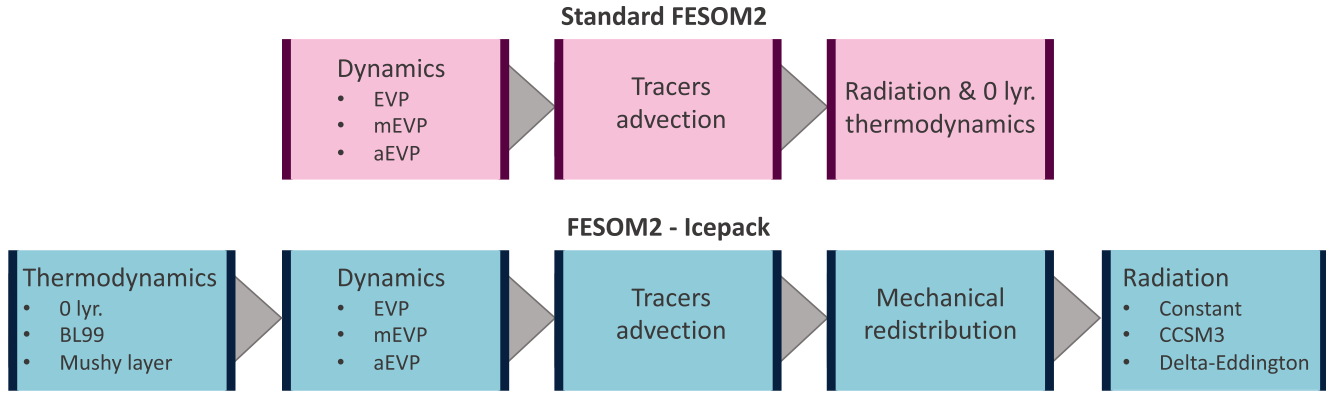 Standard FESOM2
Dynamics
• EVP
• mEVP
• aEVP
Tracers
advection
Radiation & 0 lyr.
thermodynamics
FESOM2 - Icepack
Thermodynamics
• 0 lyr.
• BL99
• Mushy layer
Dynamics
• EVP
• mEVP
• aEVP
Tracers
advection
Mechanical
redistribution
Radiation
• Constant
• CCSM3
• Delta-Eddington